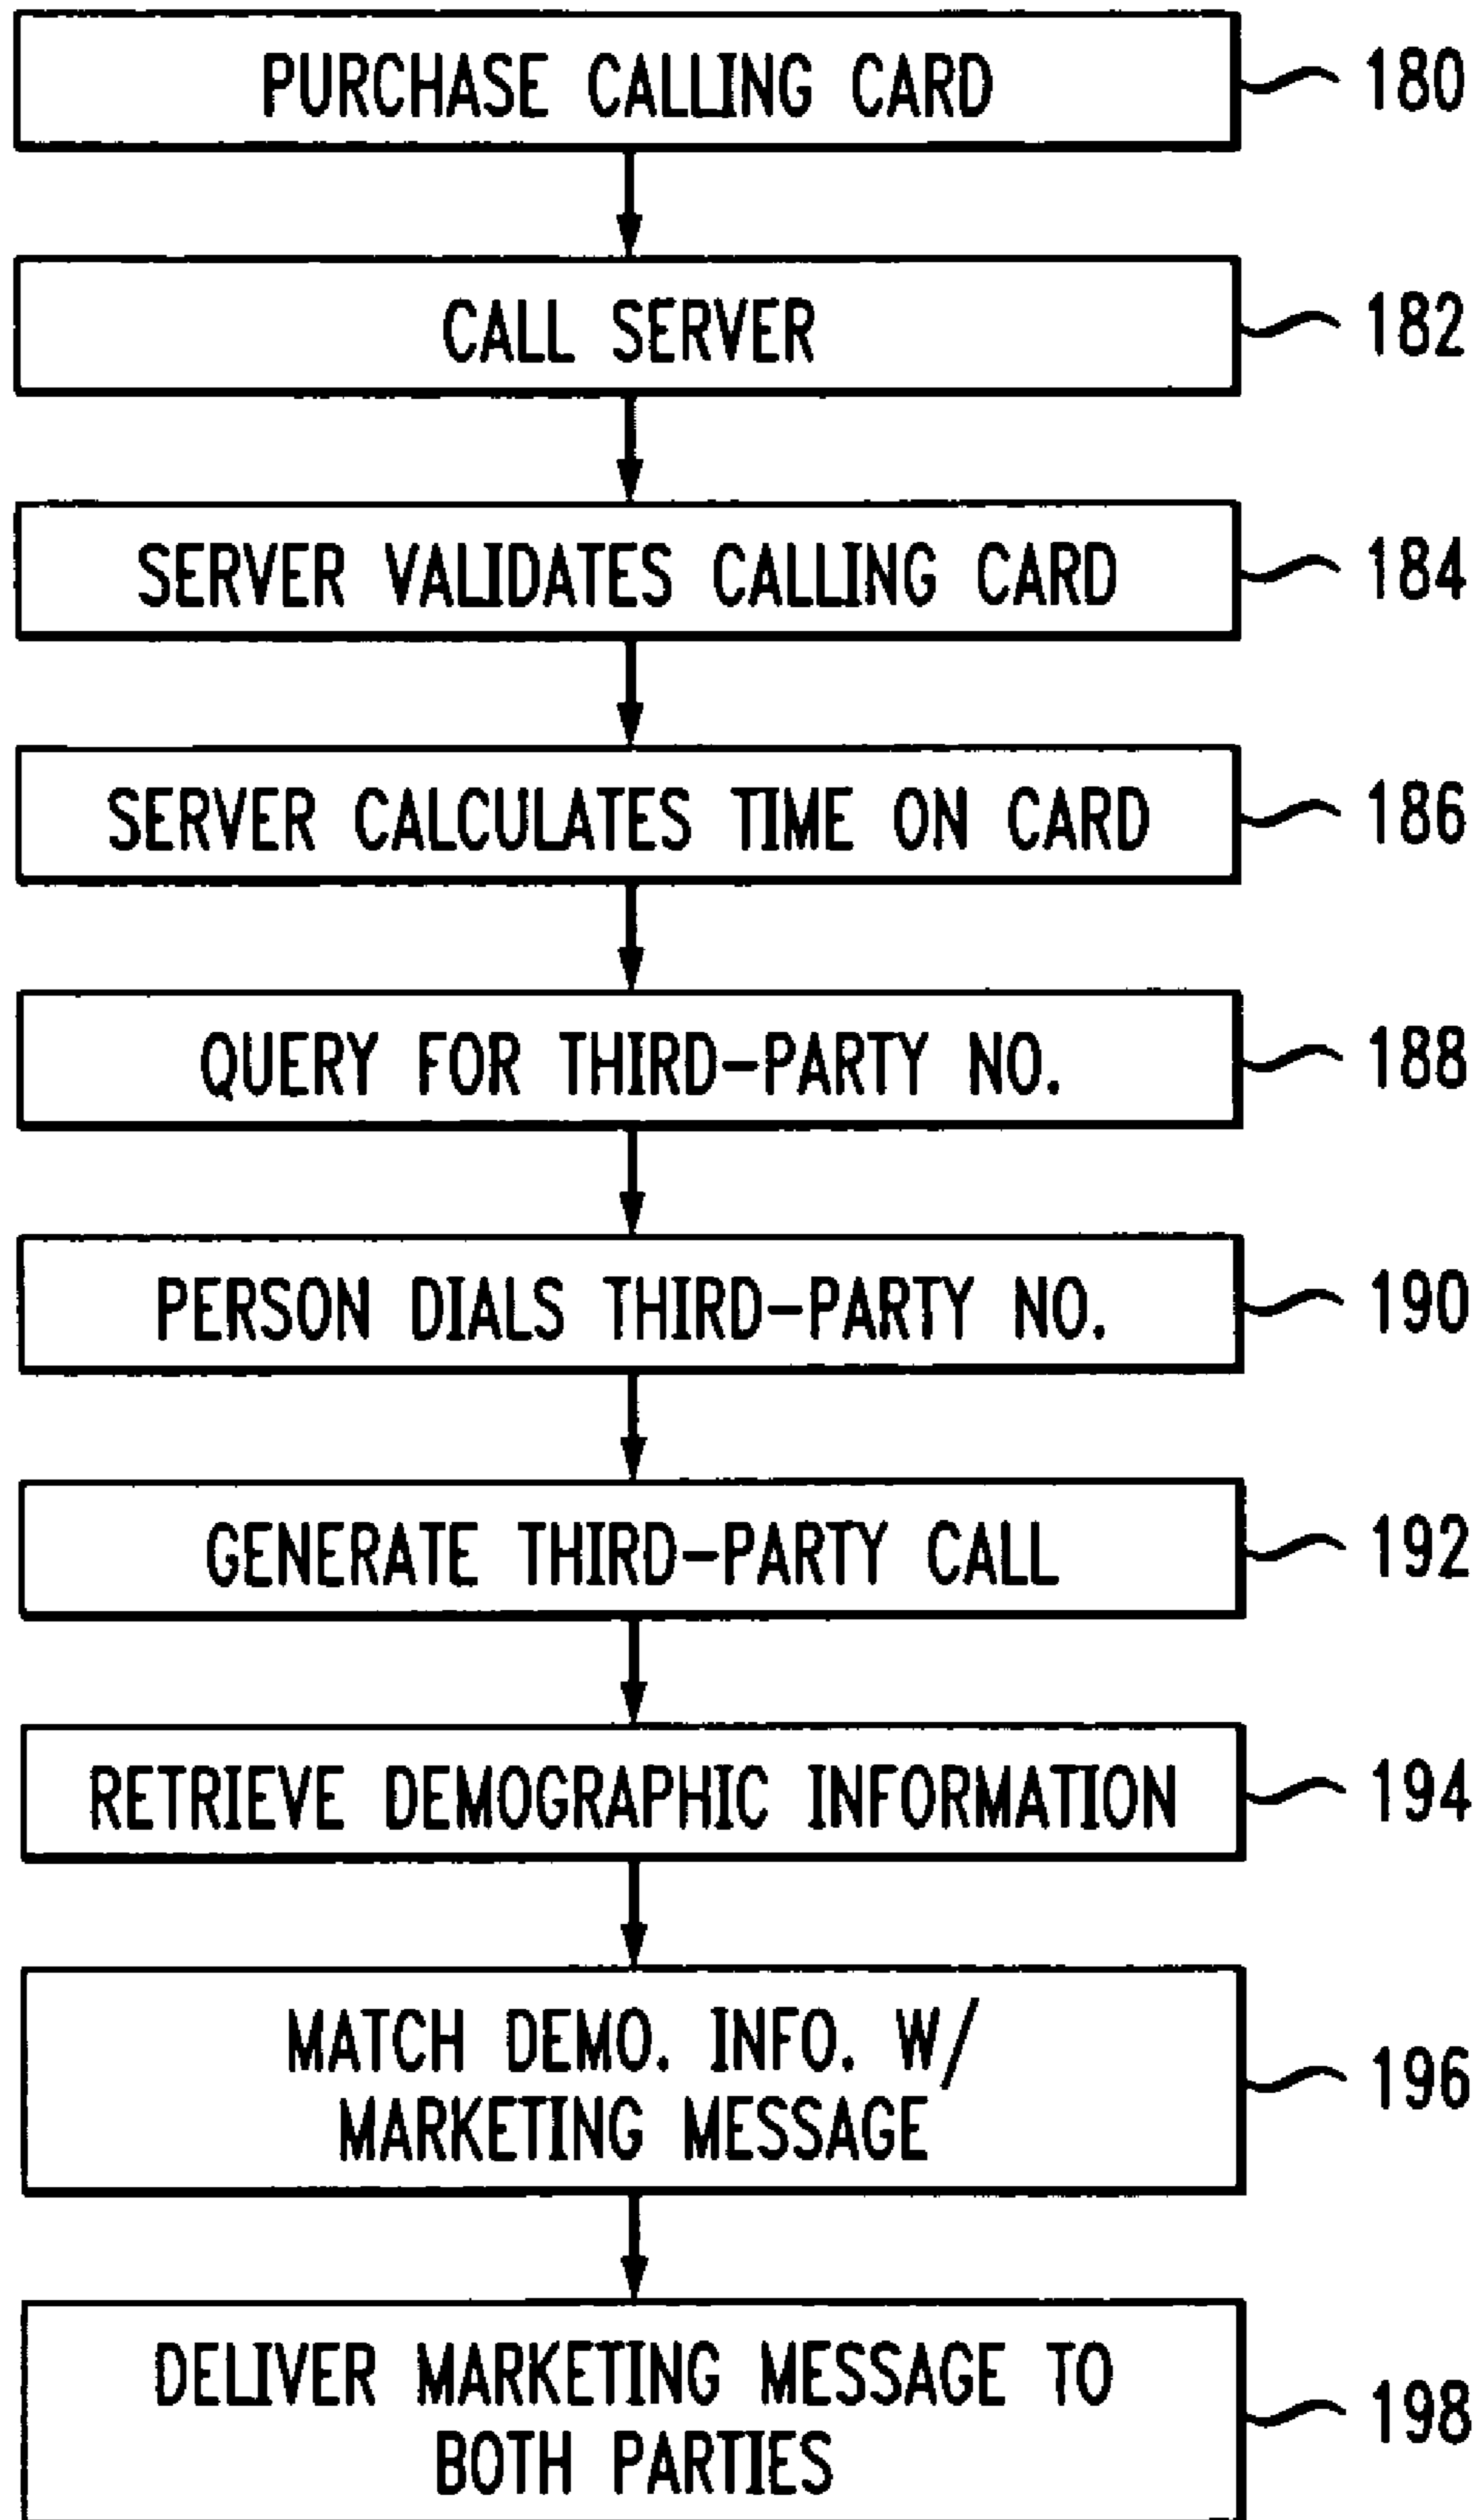 PURCHASE CALLING CARD 180
CALL SERVER 182
SERVER VALIDATES CALLING CARD 184
SERVER CALCULATES TIME ON CARD 186
QUERY FOR THIRD-PARTY NO. 188
PERSON DIALS THIRD-PARTY NO. 190
GENERATE THIRD-PARTY CALL 192
RETRIEVE DEMOGRAPHIC INFORMATION 194
MATCH DEMO. INFO. W/
MARKETING MESSAGE 196
DELIVER MARKETING MESSAGE TO
BOTH PARTIES 198